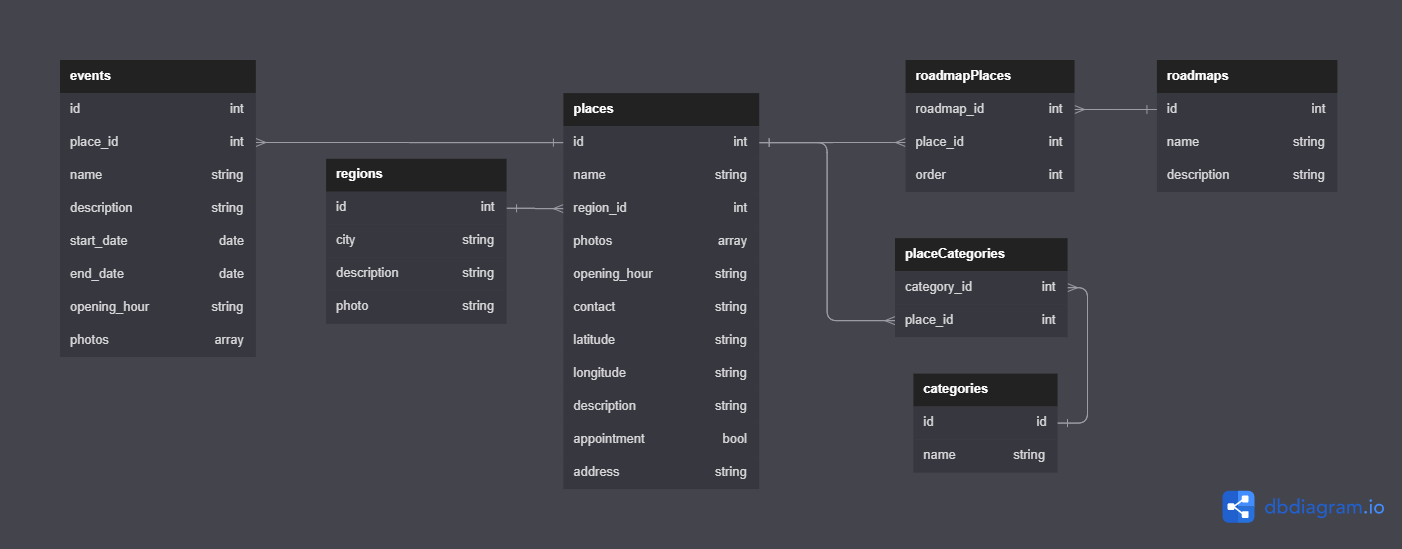 events
id int
place_id int
name string
description string
start_date date
end_date date
opening_hour string
photos array
regions
id int
city string
description string
photo string
places
id int
name string
region_id int
photos array
opening_hour string
contact string
latitude string
longitude string
description string
appointment bool
address string
roadmapPlaces
roadmap_id int
place_id int
order int
roadmaps
id int
name string
description string
placeCategories
category_id int
place_id int
categories
id id
name string
dbdiagram.io